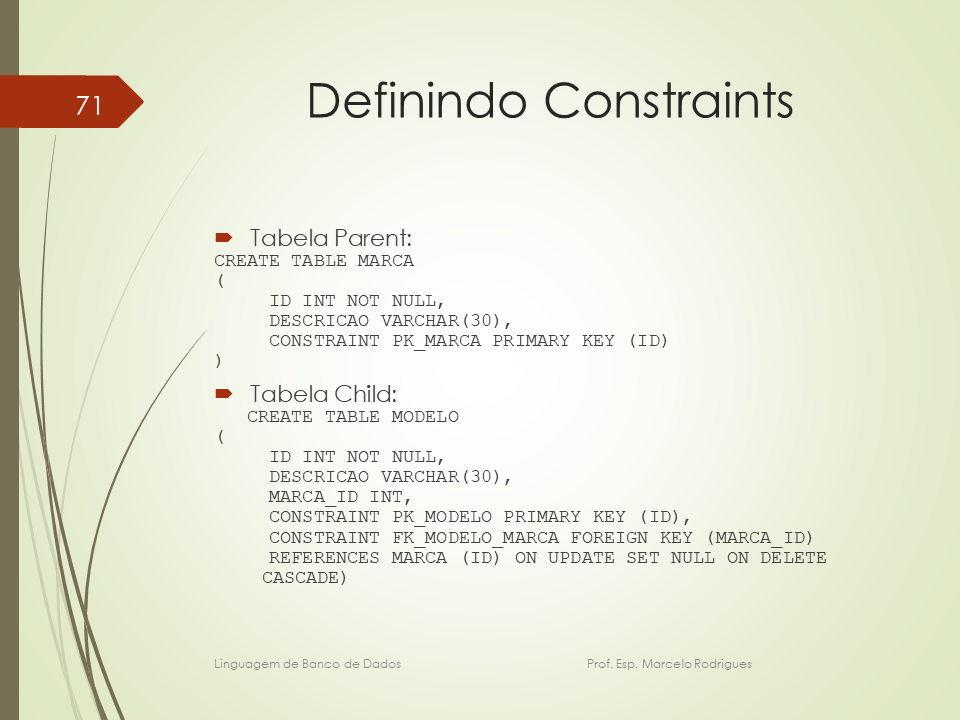 71
Definindo Constraints
Tabela Parent:
CREATE TABLE MARCA
(
ID INT NOT NULL,
DESCRICAO VARCHAR(30),
CONSTRAINT PK_MARCA PRIMARY KEY (ID)
)
Tabela Child:
CREATE TABLE MODELO
(
ID INT NOT NULL,
DESCRICAO VARCHAR(30),
MARCA_ID INT,
CONSTRAINT PK_MODELO PRIMARY KEY (ID),
CONSTRAINT FK_MODELO_MARCA FOREIGN KEY (MARCA_ID)
REFERENCES MARCA (ID) ON UPDATE SET NULL ON DELETE
CASCADE)
Linguagem de Banco de Dados Prof. Esp. Marcelo Rodrigues